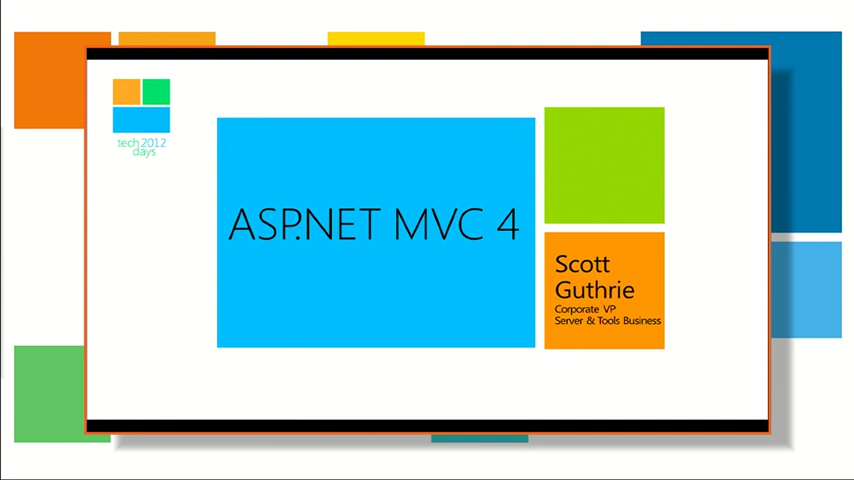 tech 2012
days
ASP.NET MVC 4
Scott
Guthrie
Corporate VP
Server & Tools Business